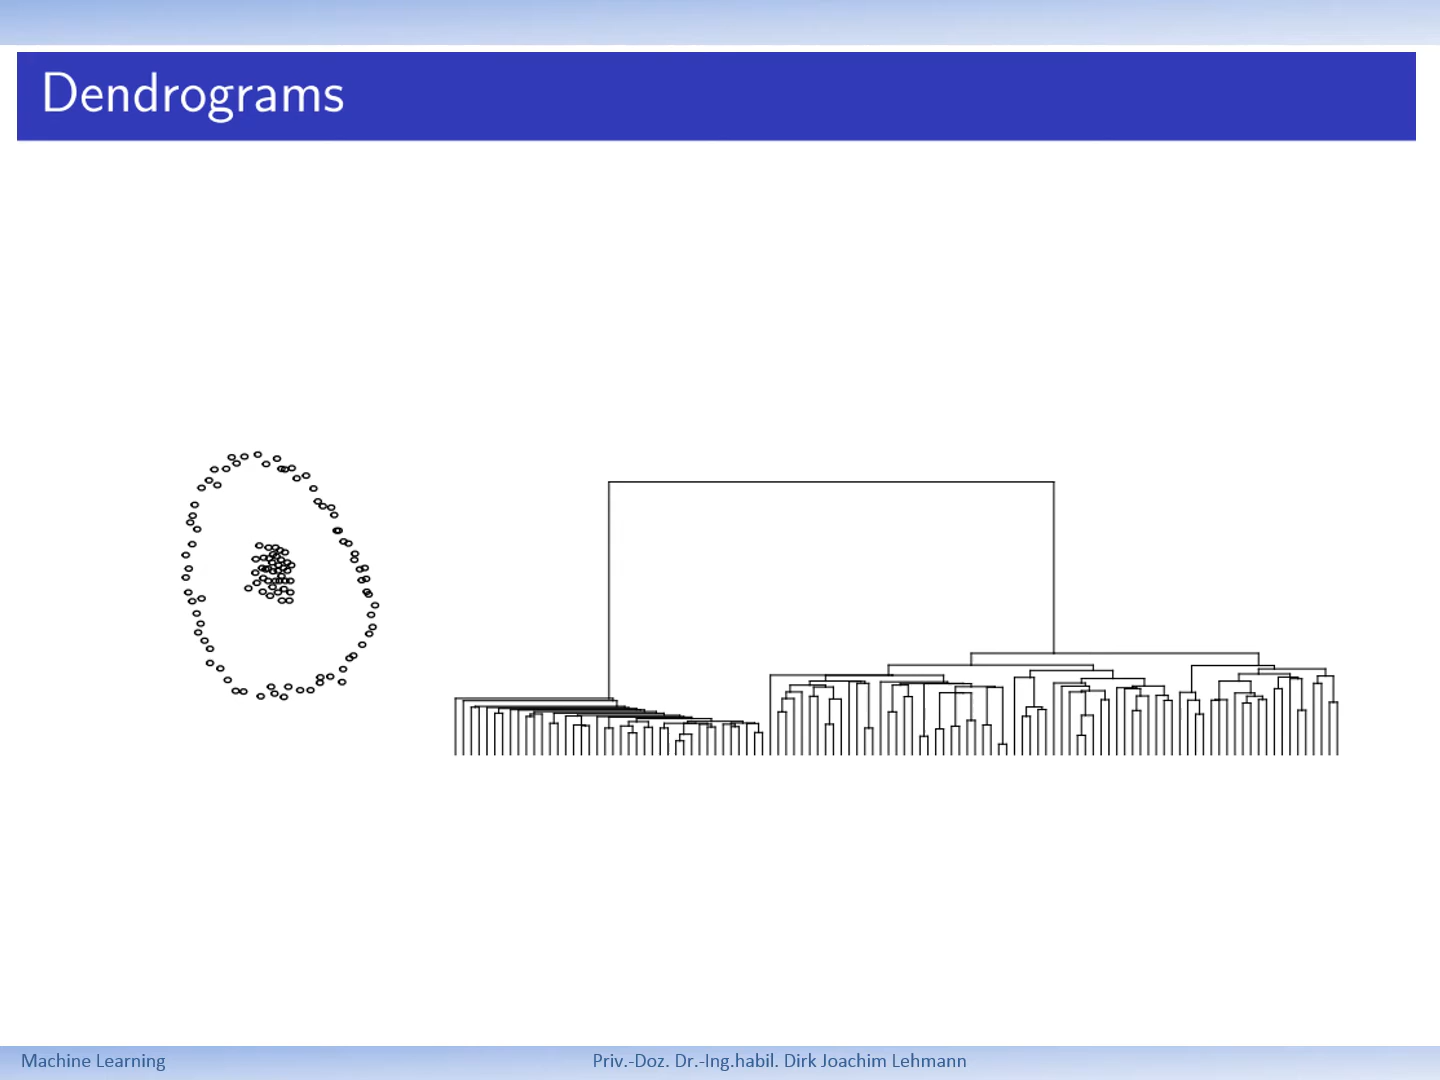 Dendrograms
Machine Learning
Priv.-Doz. Dr.-Ing.habil. Dirk Joachim Lehmann